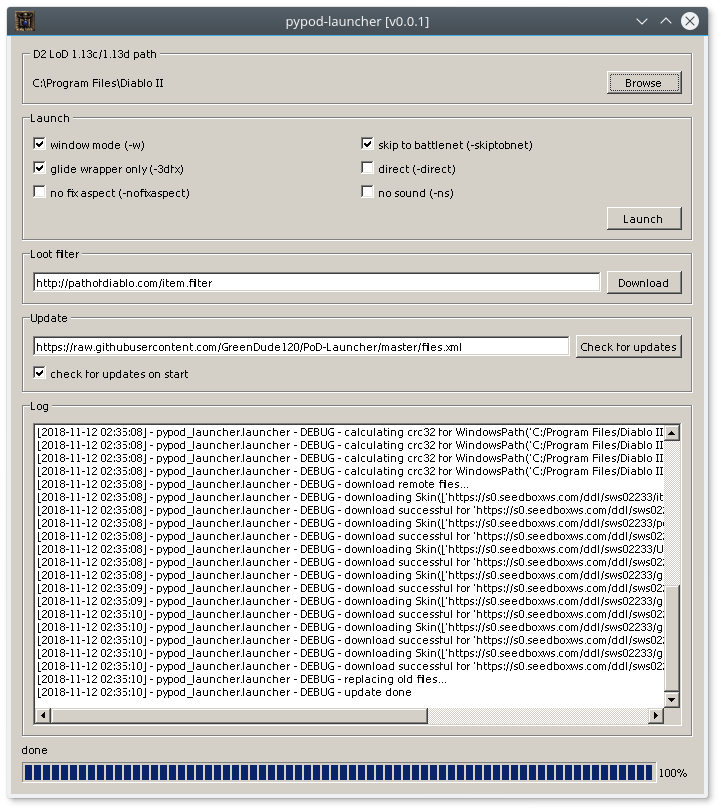 pypod-launcher [v0.0.1]
D2 LoD 1.13c/1.13d path
C:\Program Files\Diablo II
Browse
Launch
window mode (-w)
skip to battlenet (-skiptobnet)
glide wrapper only (-3dfx)
direct (-direct)
no fix aspect (-nofixaspect)
no sound (-ns)
Launch
Loot filter
http://pathofdiablo.com/item.filter
Download
Update
https://raw.githubusercontent.com/GreenDude120/PoD-Launcher/master/files.xml
Check for updates
check for updates on start
Log
[2018-11-12 02:35:08] - pypod_launcher.launcher - DEBUG - calculating crc32 for WindowsPath('C:/Program Files/Diablo II
[2018-11-12 02:35:08] - pypod_launcher.launcher - DEBUG - calculating crc32 for WindowsPath('C:/Program Files/Diablo II
[2018-11-12 02:35:08] - pypod_launcher.launcher - DEBUG - calculating crc32 for WindowsPath('C:/Program Files/Diablo II
[2018-11-12 02:35:08] - pypod_launcher.launcher - DEBUG - calculating crc32 for WindowsPath('C:/Program Files/Diablo II
[2018-11-12 02:35:08] - pypod_launcher.launcher - DEBUG - download remote files...
[2018-11-12 02:35:08] - pypod_launcher.launcher - DEBUG - downloading Skin(['https://s0.seedboxws.com/ddl/sws02233/it
[2018-11-12 02:35:08] - pypod_launcher.launcher - DEBUG - download successful for 'https://s0.seedboxws.com/ddl/sws02
[2018-11-12 02:35:08] - pypod_launcher.launcher - DEBUG - downloading Skin(['https://s0.seedboxws.com/ddl/sws02233/p
[2018-11-12 02:35:08] - pypod_launcher.launcher - DEBUG - download successful for 'https://s0.seedboxws.com/ddl/sws02
[2018-11-12 02:35:08] - pypod_launcher.launcher - DEBUG - downloading Skin(['https://s0.seedboxws.com/ddl/sws02233/U
[2018-11-12 02:35:08] - pypod_launcher.launcher - DEBUG - download successful for 'https://s0.seedboxws.com/ddl/sws02
[2018-11-12 02:35:08] - pypod_launcher.launcher - DEBUG - downloading Skin(['https://s0.seedboxws.com/ddl/sws02233/g
[2018-11-12 02:35:09] - pypod_launcher.launcher - DEBUG - download successful for 'https://s0.seedboxws.com/ddl/sws02
[2018-11-12 02:35:09] - pypod_launcher.launcher - DEBUG - downloading Skin(['https://s0.seedboxws.com/ddl/sws02233/g
[2018-11-12 02:35:10] - pypod_launcher.launcher - DEBUG - download successful for 'https://s0.seedboxws.com/ddl/sws02
[2018-11-12 02:35:10] - pypod_launcher.launcher - DEBUG - downloading Skin(['https://s0.seedboxws.com/ddl/sws02233/g
[2018-11-12 02:35:10] - pypod_launcher.launcher - DEBUG - download successful for 'https://s0.seedboxws.com/ddl/sws02
[2018-11-12 02:35:10] - pypod_launcher.launcher - DEBUG - downloading Skin(['https://s0.seedboxws.com/ddl/sws02233/g
[2018-11-12 02:35:10] - pypod_launcher.launcher - DEBUG - download successful for 'https://s0.seedboxws.com/ddl/sws02
[2018-11-12 02:35:10] - pypod_launcher.launcher - DEBUG - replacing old files...
[2018-11-12 02:35:10] - pypod_launcher.launcher - DEBUG - update done
done
100%